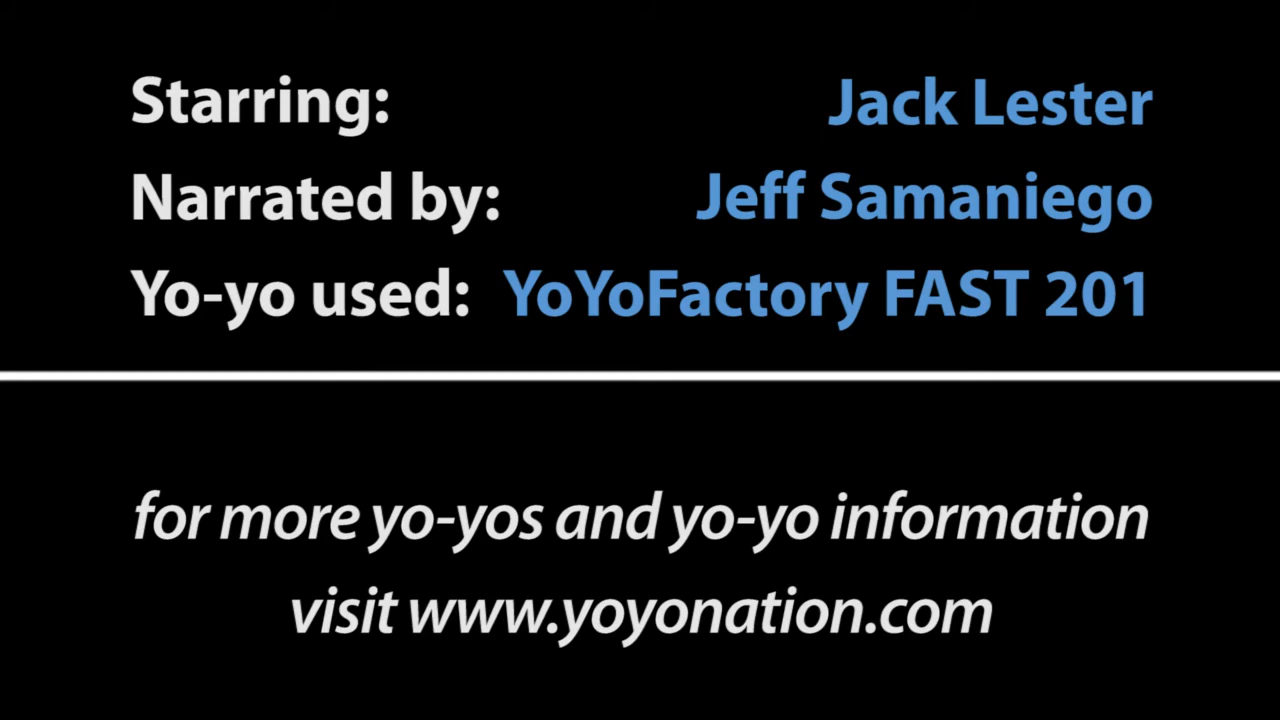 Starring: Jack Lester
Narrated by: Jeff Samaniego
Yo-yo used: YoYoFactory FAST 201
for more yo-yos and yo-yo information
visit www.yoyonation.com